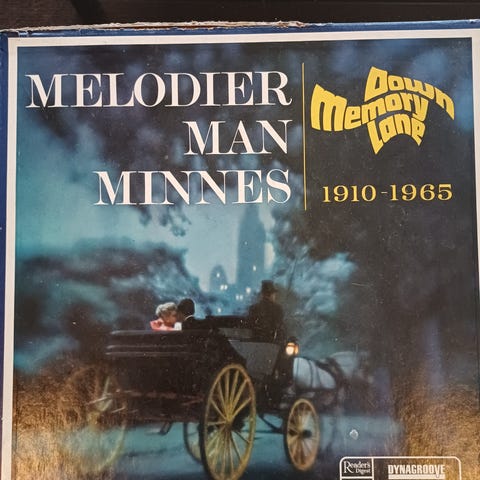 MELODIER
MAN
MINNES
Down
Memory
Lane
1910-1965
Reader's
Digest
DYNAGROOVE